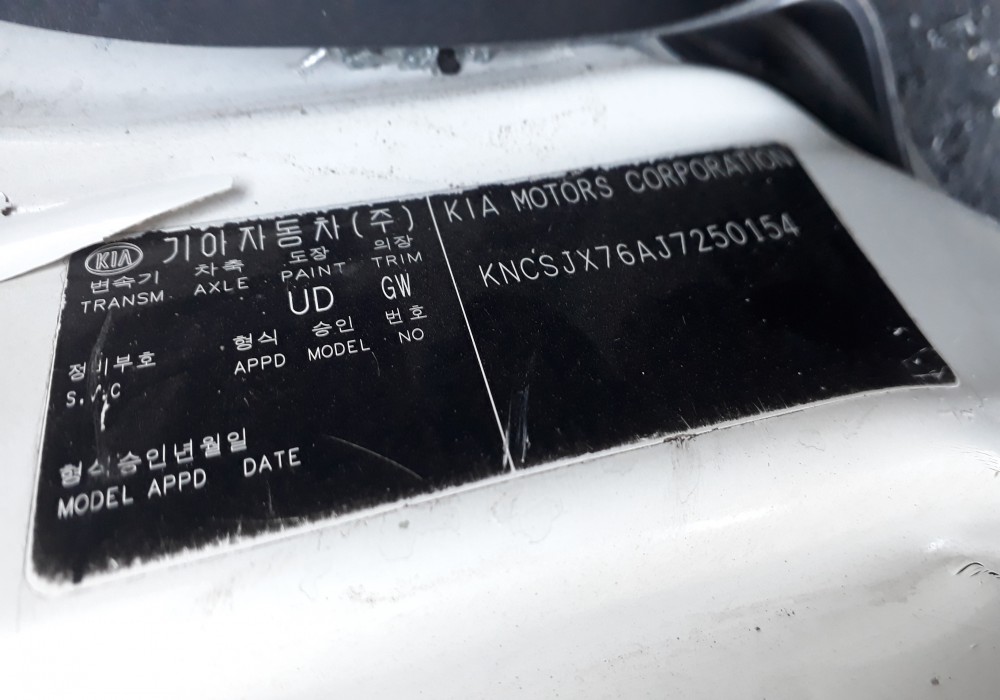 KIA 기아자동차(주)
변속기 차축 도장 의장
TRANSM. AXLE PAINT TRIM
UD GW
정비부호 형식 승인 번호
S.V.C APPD MODEL NO
형식승인년월일
MODEL APPD DATE
KIA MOTORS CORPORATION
KNCSJX76AJ7250154